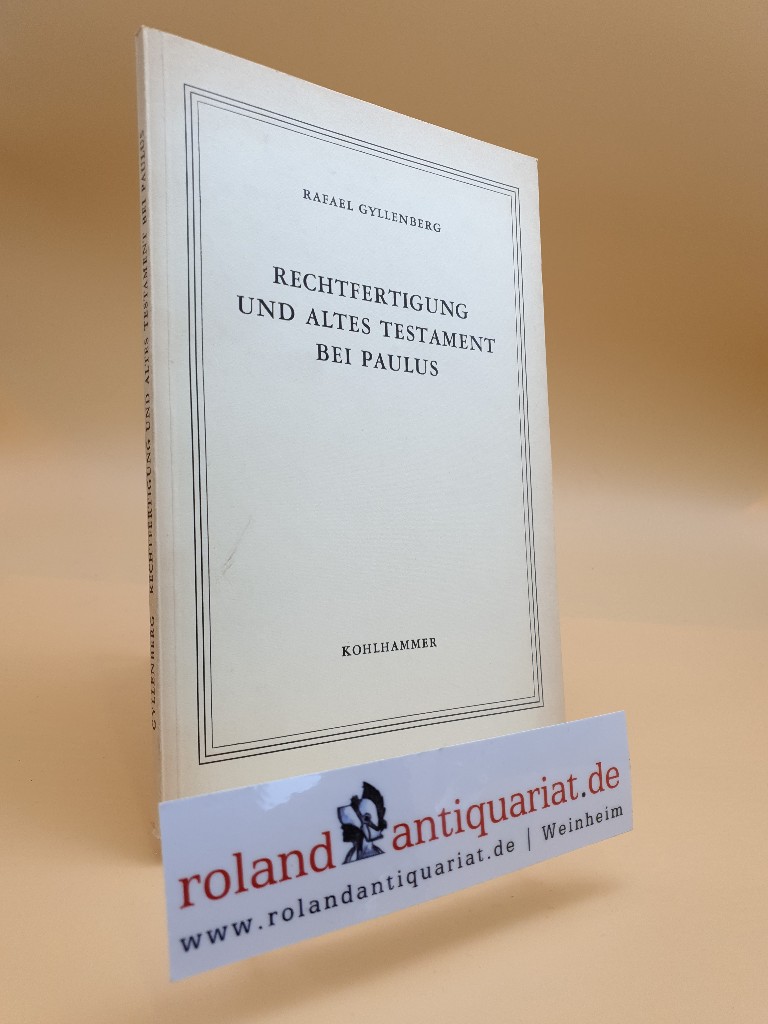 RAFAEL GYLLENBERG
RECHTFERTIGUNG
UND ALTES TESTAMENT
BEI PAULUS
KOHLHAMMER
GYLLENBERG RECHTFERTIGUNG UND ALTES TESTAMENT BEI PAULUS
roland antiquariat.de
www.rolandantiquariat.de | Weinheim